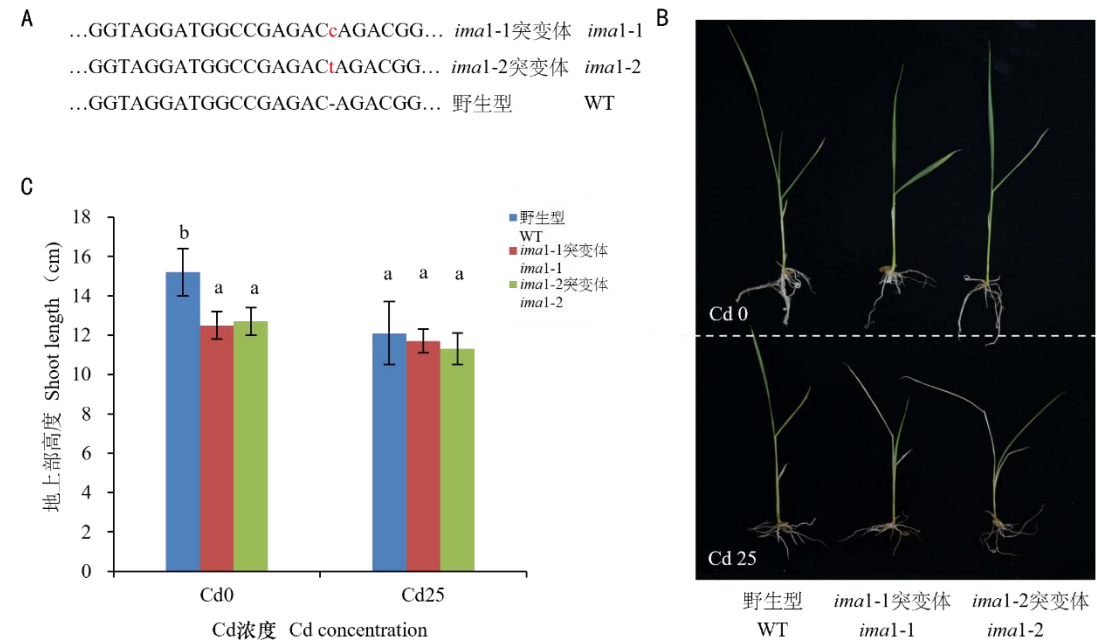 A
…GGTAGGATGGCCGAGACcAGACGG… ima1-1突变体 ima1-1
…GGTAGGATGGCCGAGACtAGACGG… ima1-2突变体 ima1-2
…GGTAGGATGGCCGAGAC-AGACGG… 野生型 WT
B
Cd 0
Cd 25
野生型 ima1-1突变体 ima1-2突变体
WT ima1-1 ima1-2
C
地上部高度 Shoot length（cm）
18
16
14
12
10
8
6
4
2
0
b
a
a
a
a
a
野生型
WT
ima1-1突变体
ima1-1
ima1-2突变体
ima1-2
Cd0 Cd25
Cd浓度 Cd concentration